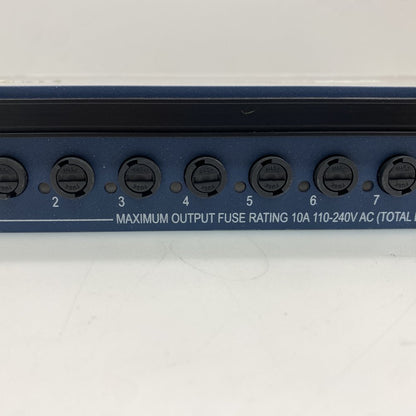 2 3 4 5 6 7
MAXIMUM OUTPUT FUSE RATING 10A 110-240V AC (TOTAL